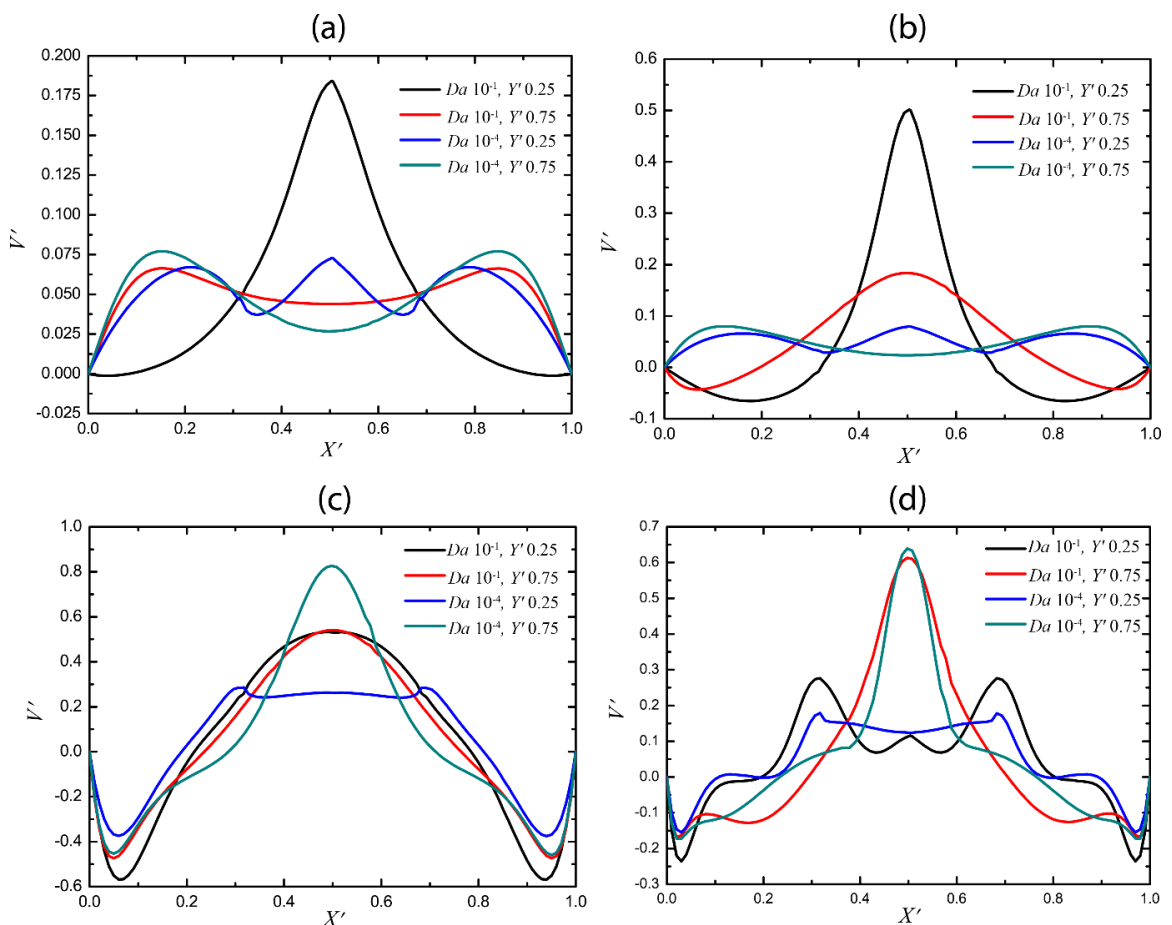 (a)
0.200
0.175
0.150
0.125
0.100
0.075
0.050
0.025
0.000
-0.025
V'
Da 10⁻¹, Y' 0.25
Da 10⁻¹, Y' 0.75
Da 10⁻⁴, Y' 0.25
Da 10⁻⁴, Y' 0.75
0.0 0.2 0.4 0.6 0.8 1.0
X'
(b)
0.6
0.5
0.4
0.3
0.2
0.1
0.0
-0.1
V'
Da 10⁻¹, Y' 0.25
Da 10⁻¹, Y' 0.75
Da 10⁻⁴, Y' 0.25
Da 10⁻⁴, Y' 0.75
0.0 0.2 0.4 0.6 0.8 1.0
X'
(c)
1.0
0.8
0.6
0.4
0.2
0.0
-0.2
-0.4
-0.6
V'
Da 10⁻¹, Y' 0.25
Da 10⁻¹, Y' 0.75
Da 10⁻⁴, Y' 0.25
Da 10⁻⁴, Y' 0.75
0.0 0.2 0.4 0.6 0.8 1.0
X'
(d)
0.7
0.6
0.5
0.4
0.3
0.2
0.1
0.0
-0.1
-0.2
-0.3
V'
Da 10⁻¹, Y' 0.25
Da 10⁻¹, Y' 0.75
Da 10⁻⁴, Y' 0.25
Da 10⁻⁴, Y' 0.75
0.0 0.2 0.4 0.6 0.8 1.0
X'